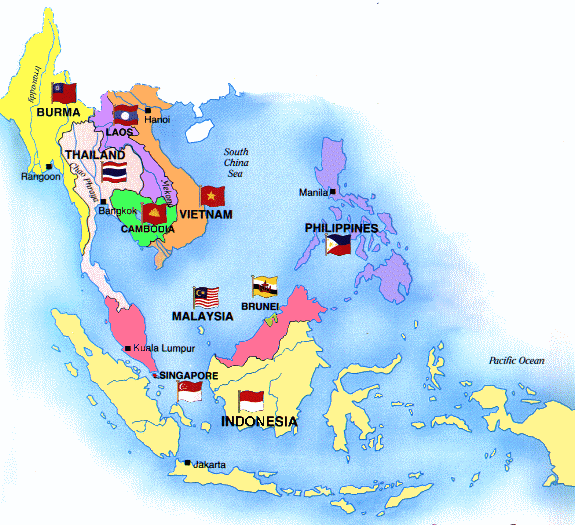 Irrawaddy
BURMA
Hanoi
LAOS
South
China
Sea
THAILAND
Rangoon
Chao Phraya
Mekong
Manila
Bangkok
VIETNAM
CAMBODIA
PHILIPPINES
BRUNEI
MALAYSIA
Kuala Lumpur
Pacific Ocean
SINGAPORE
INDONESIA
Jakarta